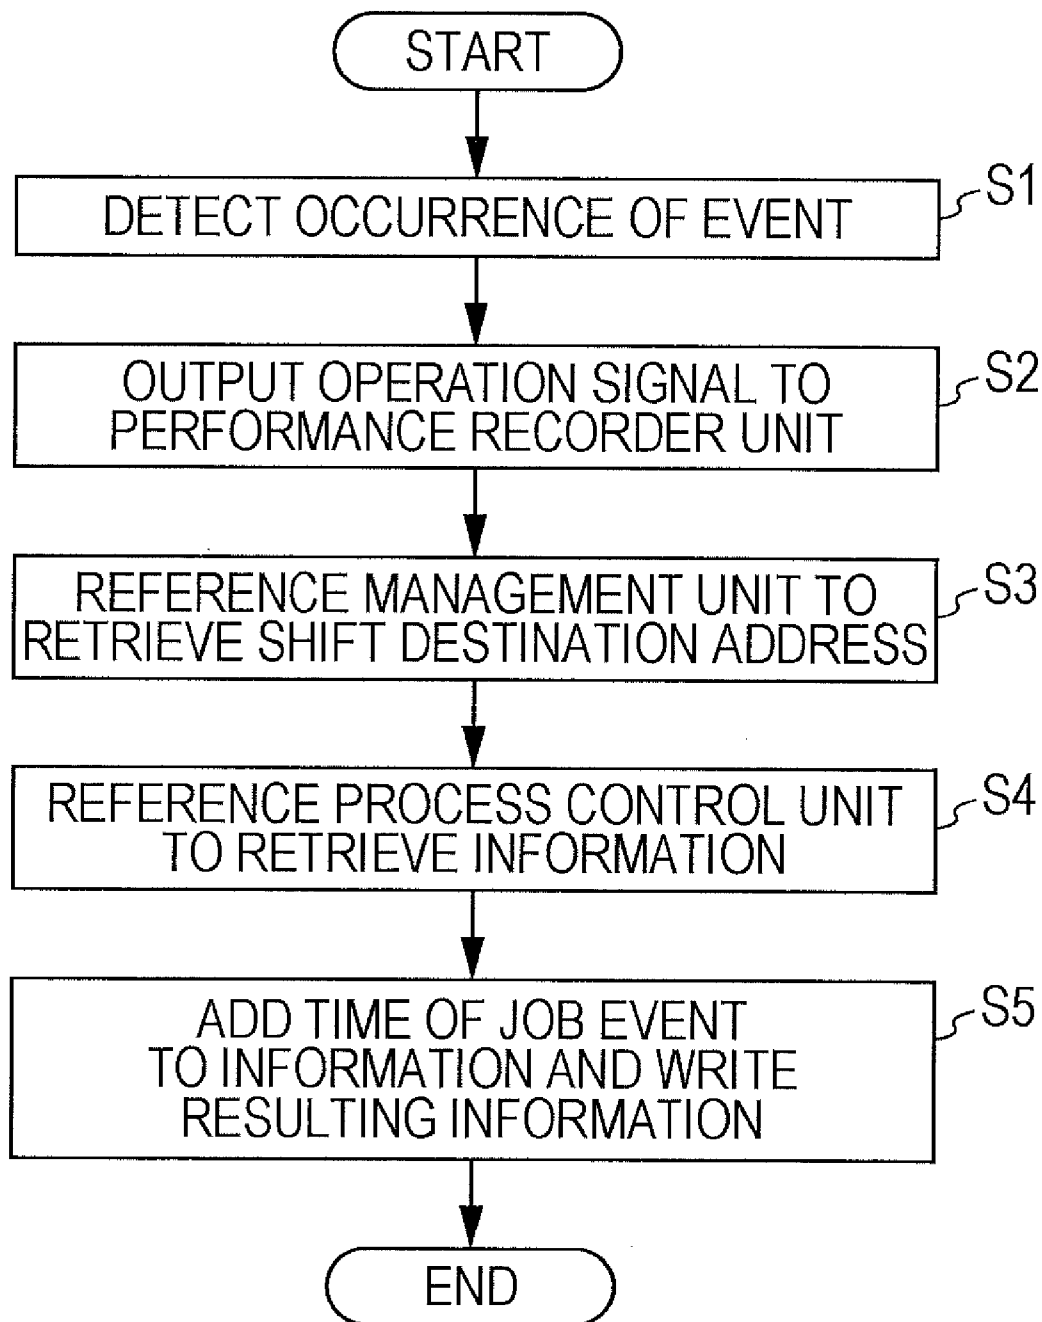 START
DETECT OCCURRENCE OF EVENT
S1
OUTPUT OPERATION SIGNAL TO
PERFORMANCE RECORDER UNIT
S2
REFERENCE MANAGEMENT UNIT TO
RETRIEVE SHIFT DESTINATION ADDRESS
S3
REFERENCE PROCESS CONTROL UNIT
TO RETRIEVE INFORMATION
S4
ADD TIME OF JOB EVENT
TO INFORMATION AND WRITE
RESULTING INFORMATION
S5
END